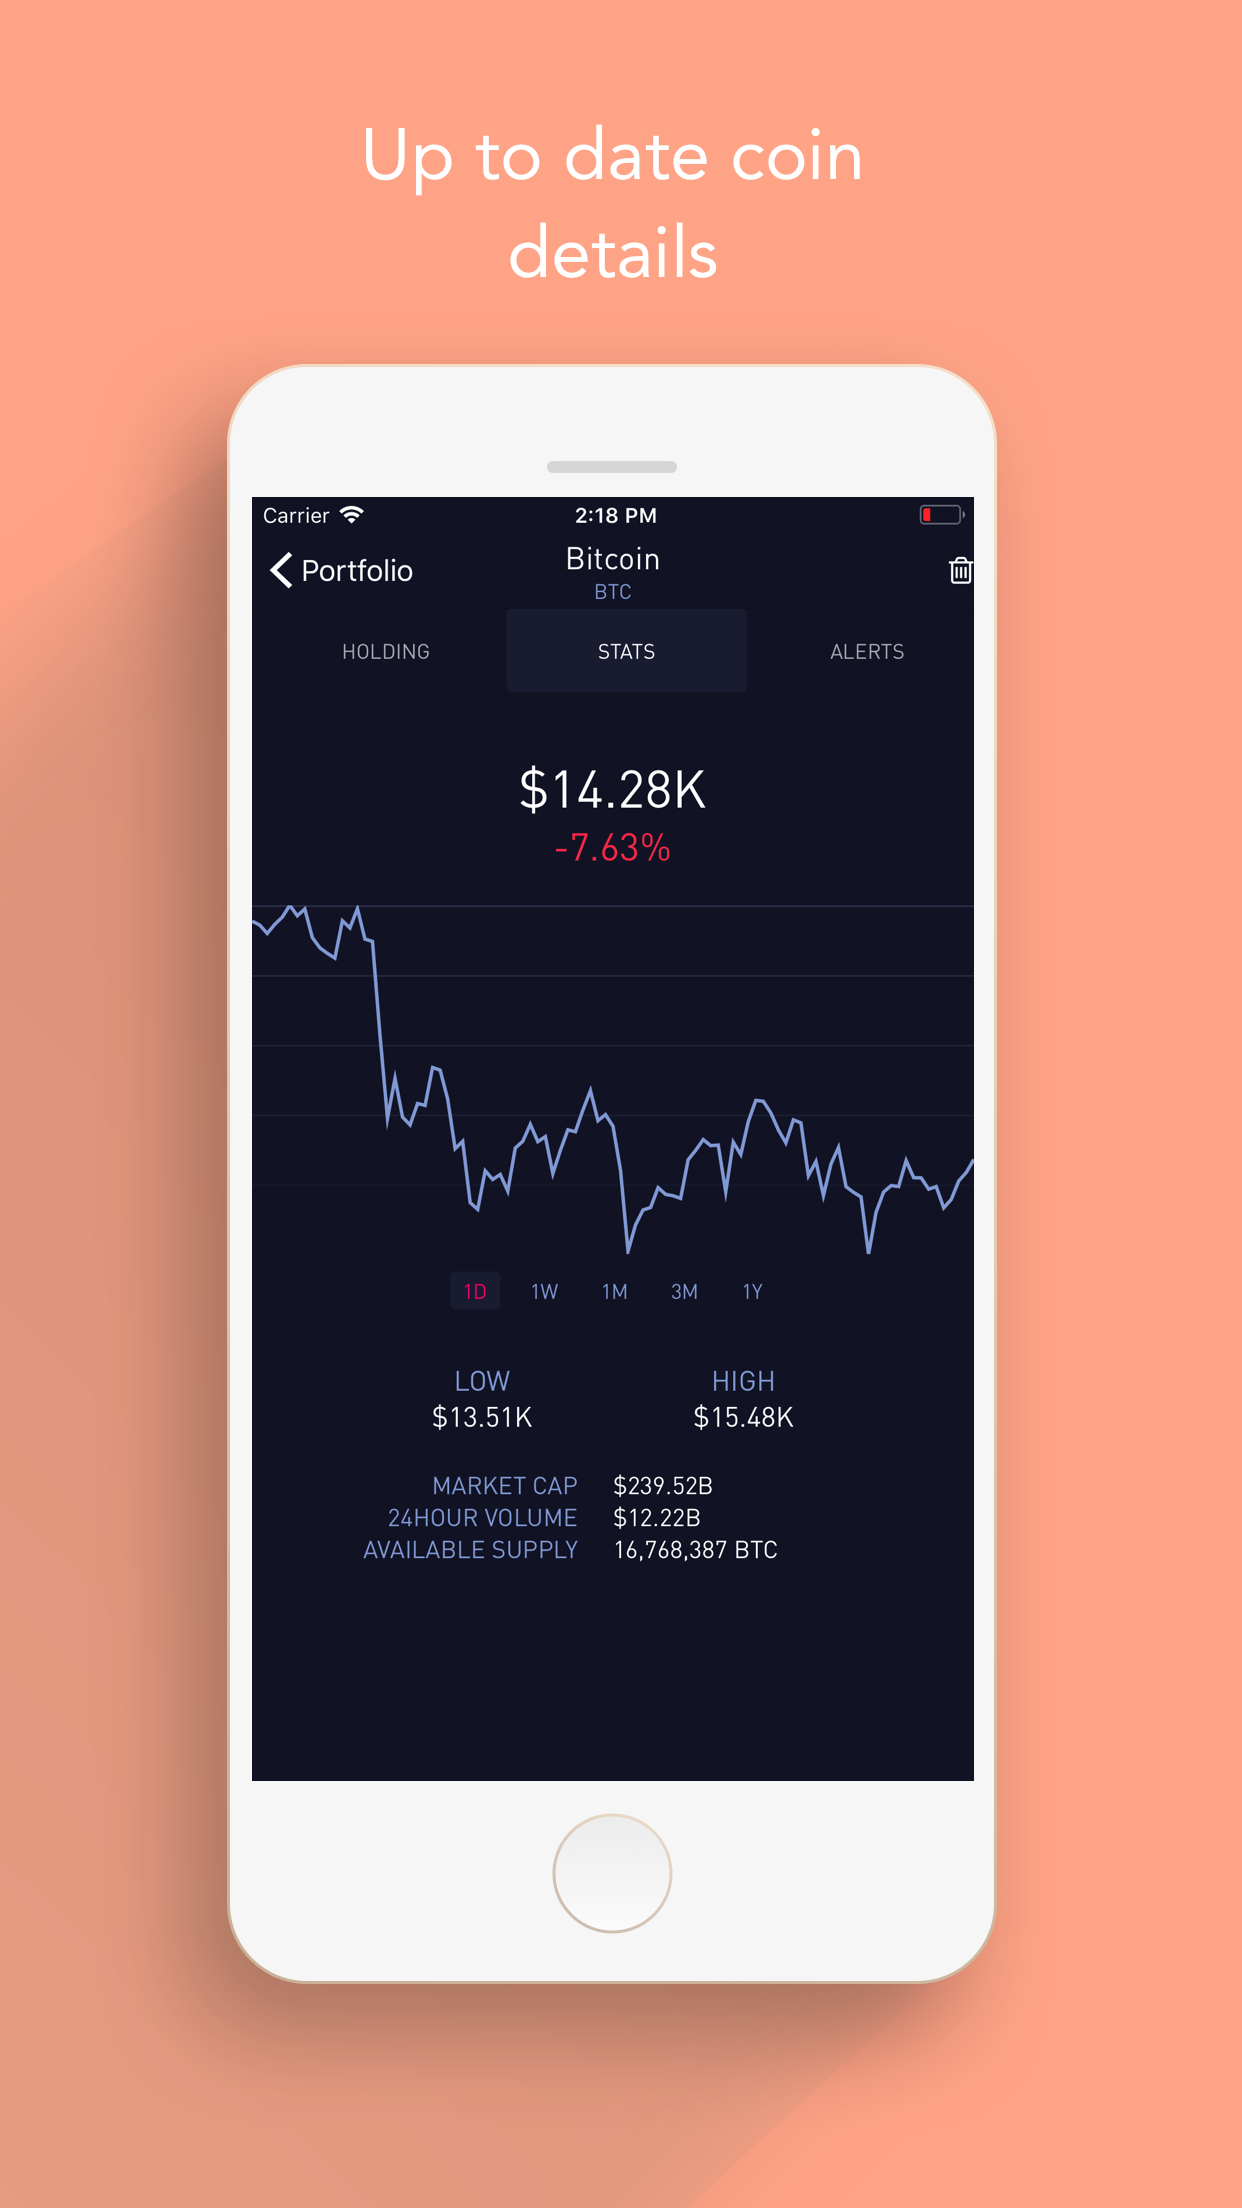 Up to date coin
details
Carrier 2:18 PM
Portfolio
Bitcoin
BTC
HOLDING STATS ALERTS
$14.28K
-7.63%
1D 1W 1M 3M 1Y
LOW HIGH
$13.51K $15.48K
MARKET CAP $239.52B
24HOUR VOLUME $12.22B
AVAILABLE SUPPLY 16,768,387 BTC